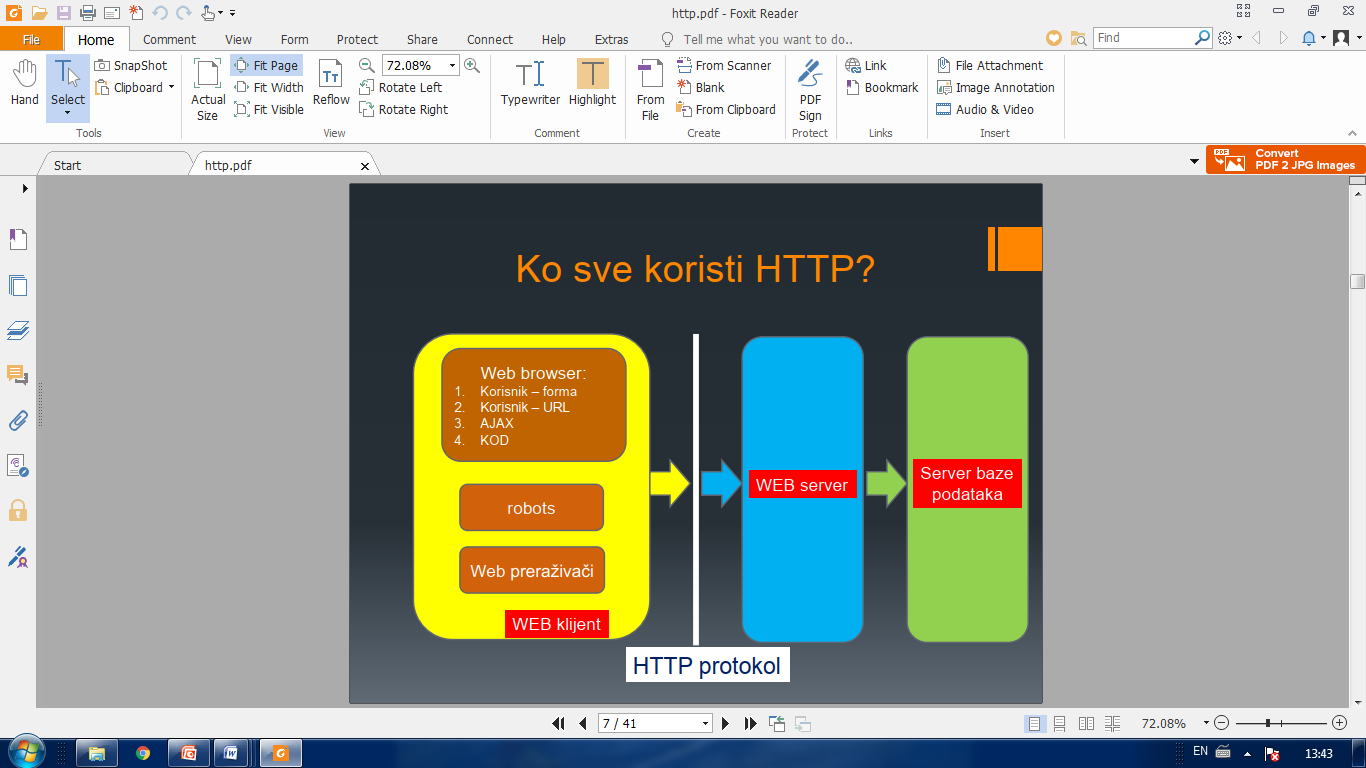 http.pdf - Foxit Reader
File Home Comment View Form Protect Share Connect Help Extras Tell me what you want to do.. Find
Hand
Select
SnapShot
Clipboard
Tools
Actual Size
Fit Page
Fit Width
Fit Visible
Reflow
72.08%
Rotate Left
Rotate Right
View
Typewriter
Highlight
Comment
From File
From Scanner
Blank
From Clipboard
Create
PDF Sign
Protect
Link
Bookmark
Links
File Attachment
Image Annotation
Audio & Video
Insert
Start
http.pdf
PDF
Convert
PDF 2 JPG Images
Ko sve koristi HTTP?
Web browser:
1. Korisnik – forma
2. Korisnik – URL
3. AJAX
4. KOD
robots
Web preraživači
WEB klijent
WEB server
Server baze
podataka
HTTP protokol
7 / 41
72.08%
EN
13:43